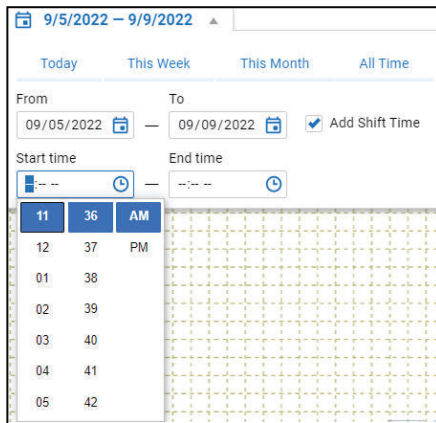 9/5/2022 — 9/9/2022
Today This Week This Month All Time
From To
09/05/2022 — 09/09/2022 Add Shift Time
Start time End time
:-- -- — --:-- --
11 36 AM
12 37 PM
01 38
02 39
03 40
04 41
05 42